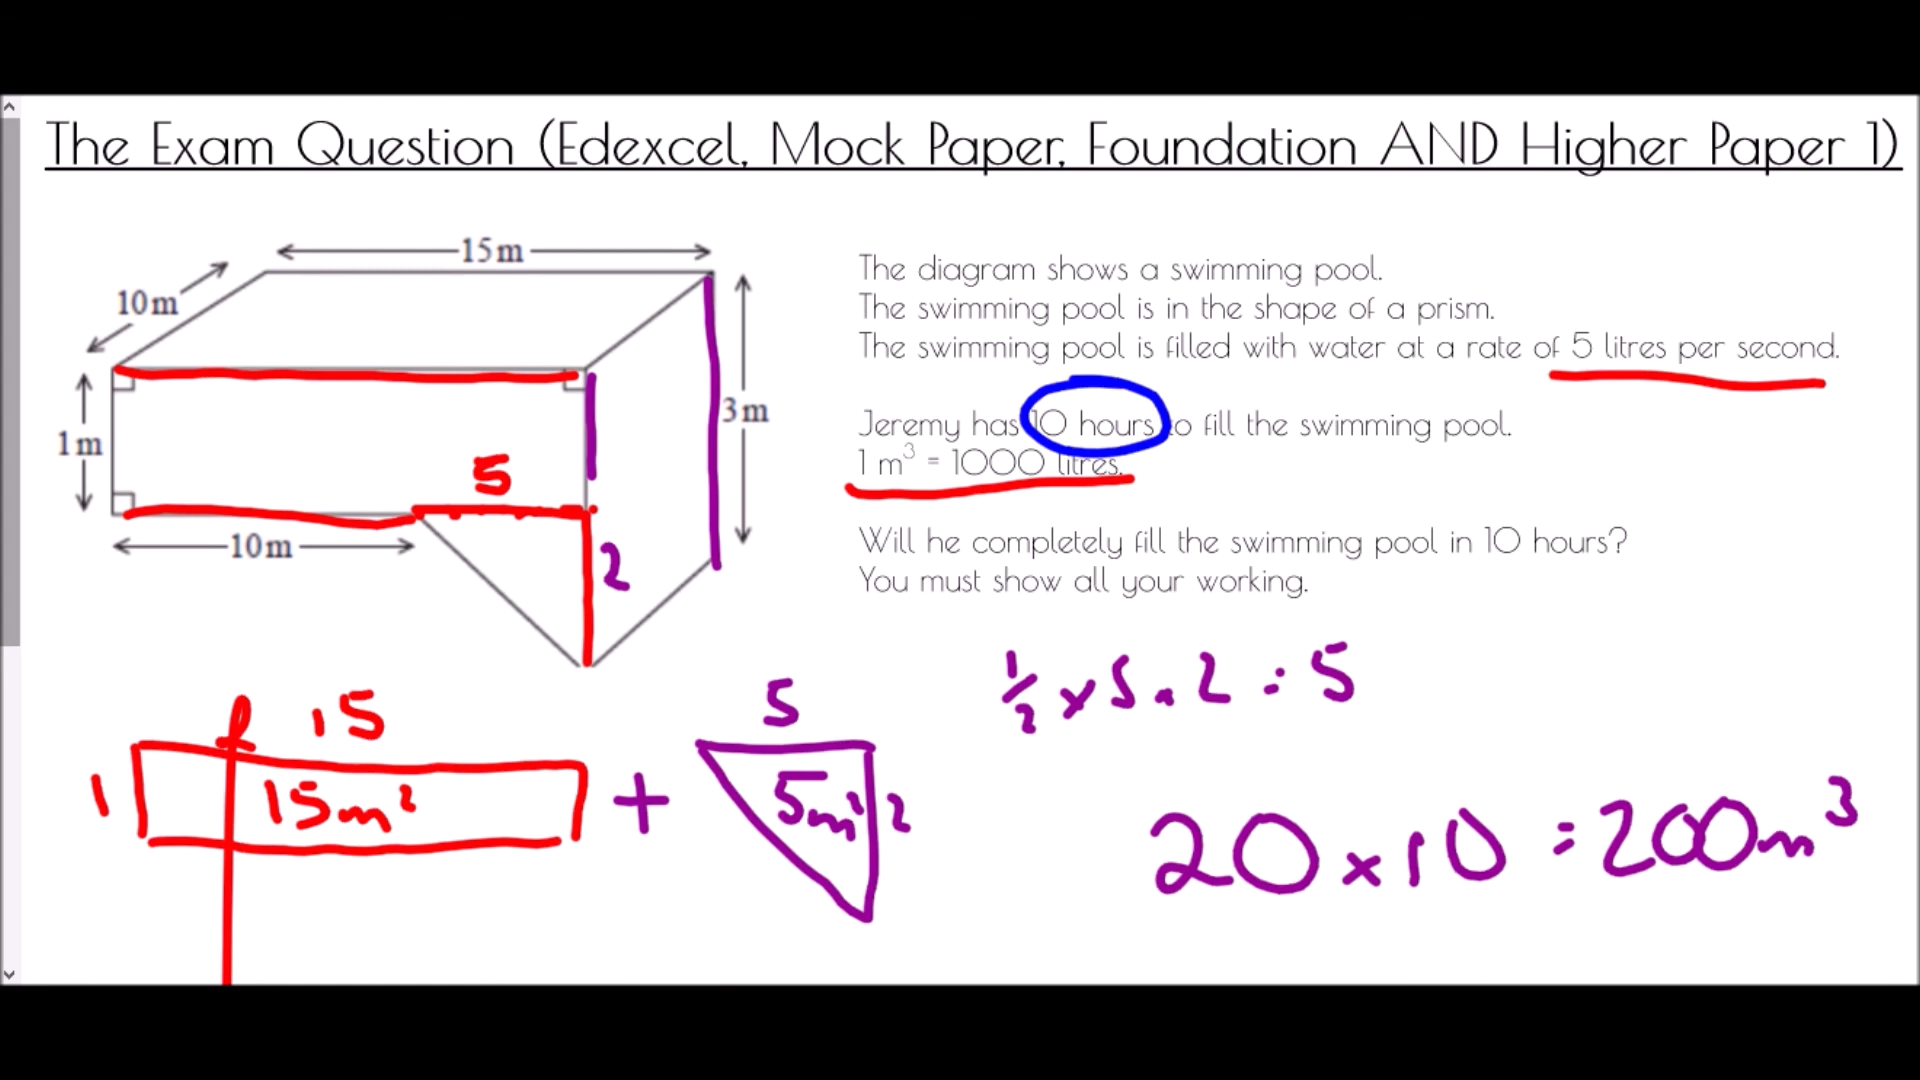 The Exam Question (Edexcel, Mock Paper, Foundation AND Higher Paper 1)
15m
10m
1m
3m
5
10m
2
The diagram shows a swimming pool.
The swimming pool is in the shape of a prism.
The swimming pool is filled with water at a rate of 5 litres per second.
Jeremy has 10 hours to fill the swimming pool.
1 m³ = 1000 litres.
Will he completely fill the swimming pool in 10 hours?
You must show all your working.
½ × 5 × 2 = 5
15
1
15m²
+
5
5m²
2
20 × 10 = 200m³